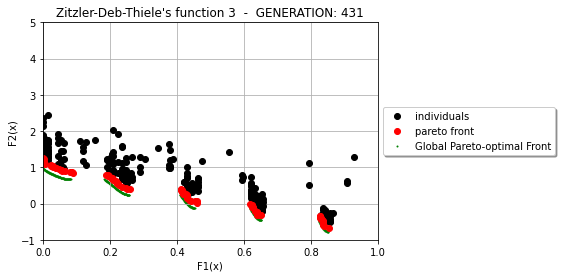 Zitzler-Deb-Thiele's function 3 - GENERATION: 431
5
4
3
2
1
0
-1
F2(x)
0.0 0.2 0.4 0.6 0.8 1.0
F1(x)
individuals
pareto front
Global Pareto-optimal Front